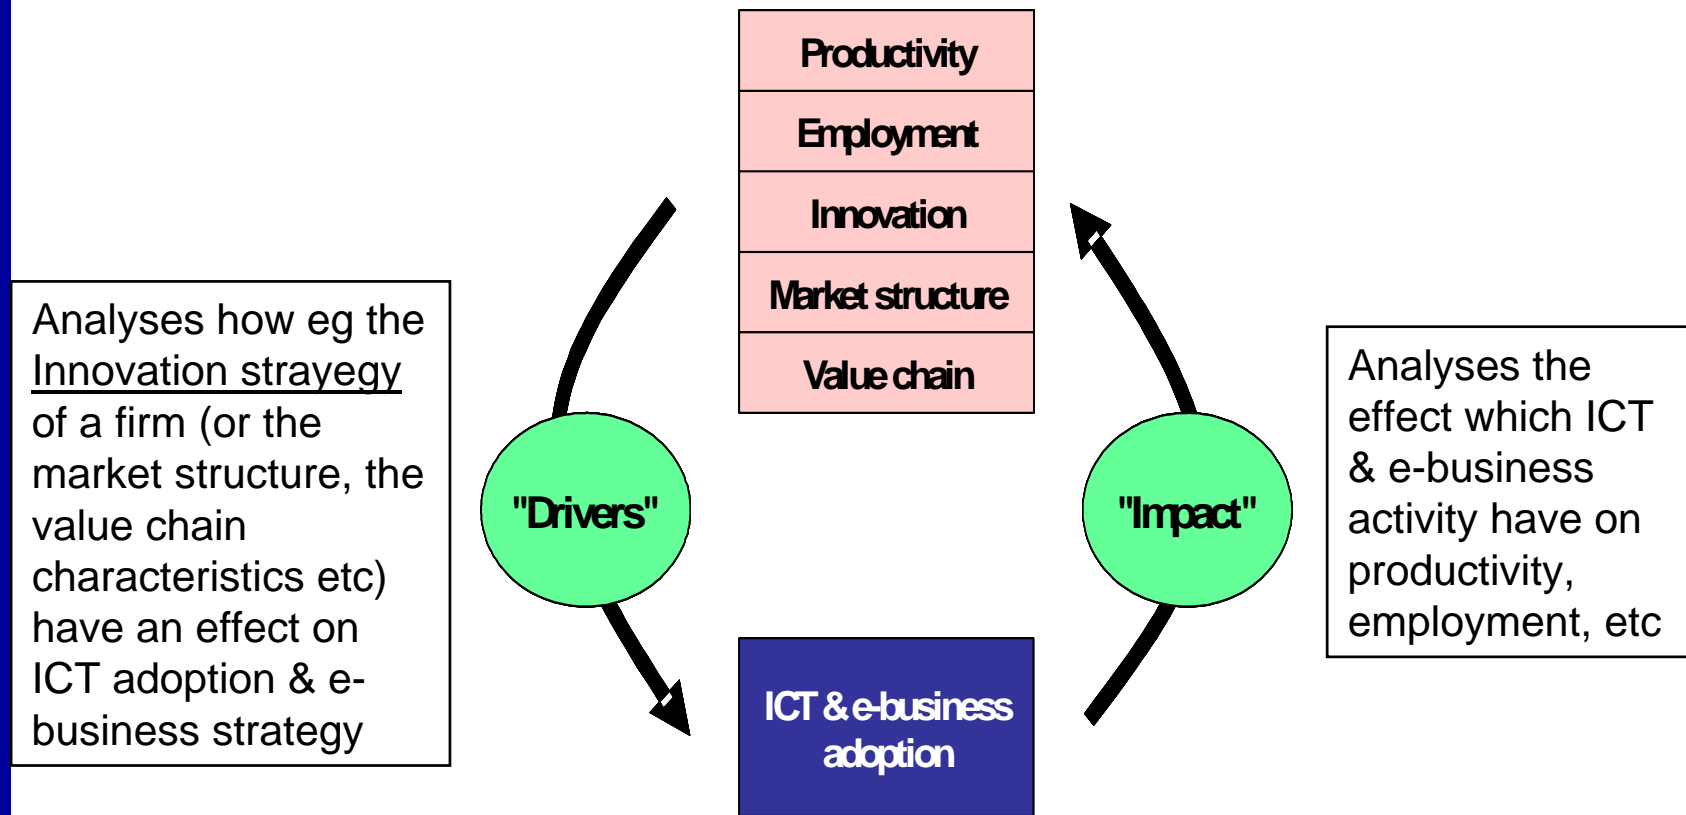 Productivity
Employment
Innovation
Market structure
Value chain
Analyses how eg the
Innovation strayegy
of a firm (or the
market structure, the
value chain
characteristics etc)
have an effect on
ICT adoption & e-
business strategy
"Drivers"
"Impact"
Analyses the
effect which ICT
& e-business
activity have on
productivity,
employment, etc
ICT & e-business
adoption